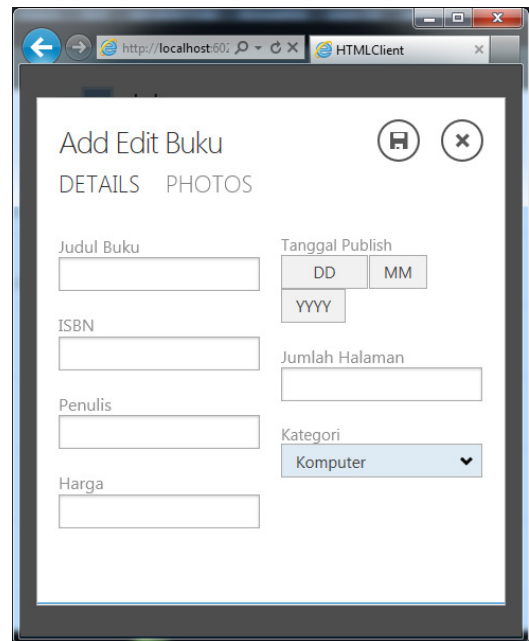 http://localhost:602
HTMLClient
Add Edit Buku
DETAILS PHOTOS
Judul Buku
ISBN
Penulis
Harga
Tanggal Publish
DD MM
YYYY
Jumlah Halaman
Kategori
Komputer